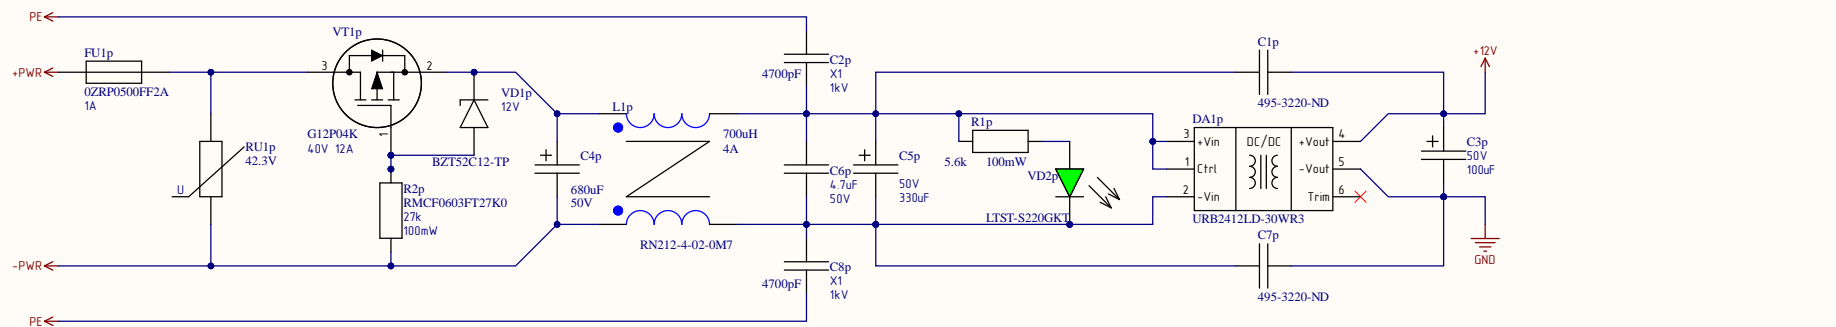 PE
+PWR
FU1p
0ZRP0500FF2A
1A
U
RU1p
42.3V
VT1p
3
2
1
G12P04K
40V 12A
R2p
RMCF0603FT27K0
27k
100mW
VD1p
12V
BZT52C12-TP
-PWR
PE
C4p
680uF
50V
L1p
700uH
4A
RN212-4-02-0M7
C2p
4700pF
X1
1kV
C6p
4.7uF
50V
C8p
4700pF
X1
1kV
C5p
50V
330uF
R1p
5.6k
100mW
VD2p
LTST-S220GKT
C1p
495-3220-ND
DA1p
3
+Vin
1
Ctrl
2
-Vin
DC/DC
+Vout
4
-Vout
5
Trim
6
URB2412LD-30WR3
C7p
495-3220-ND
C3p
50V
100uF
+12V
GND